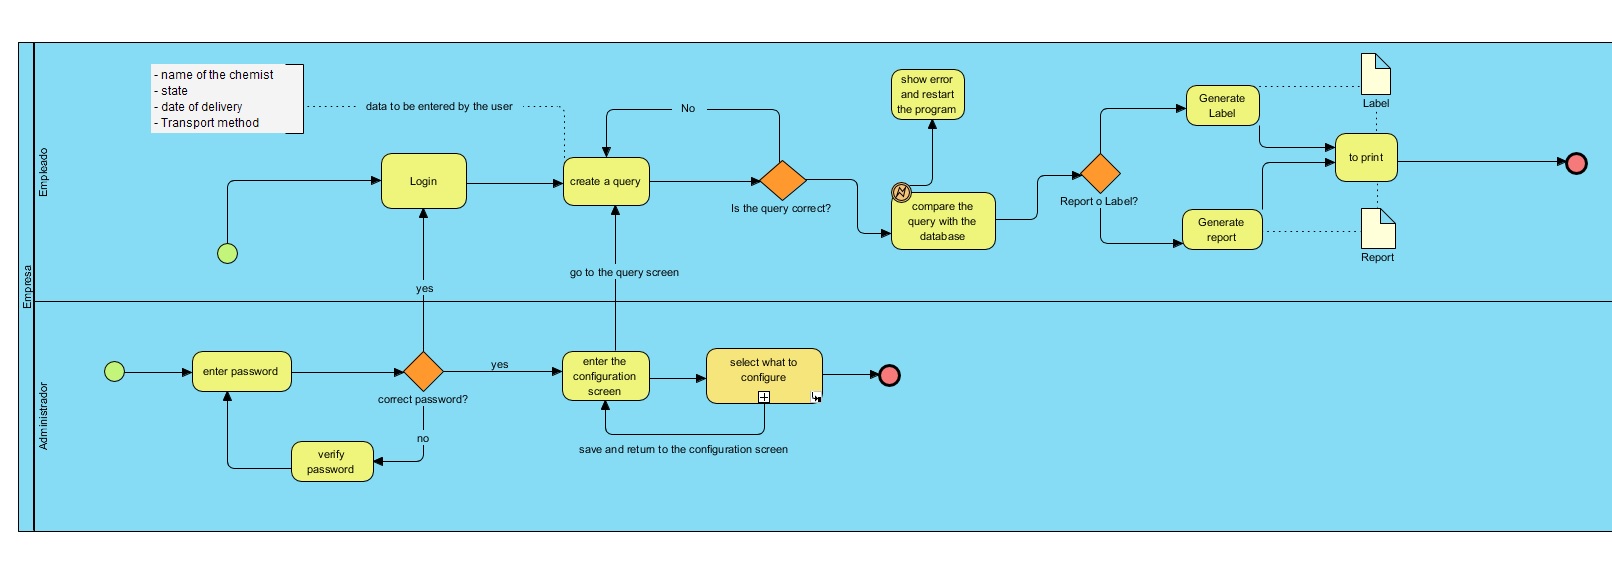 Empresa
Empleado
- name of the chemist
- state
- date of delivery
- Transport method
data to be entered by the user
Login
create a query
No
Is the query correct?
show error
and restart
the program
compare the
query with the
database
Report o Label?
Generate
Label
Label
to print
Generate
report
Report
yes
go to the query screen
Administrador
enter password
correct password?
yes
no
verify
password
enter the
configuration
screen
select what to
configure
save and return to the configuration screen